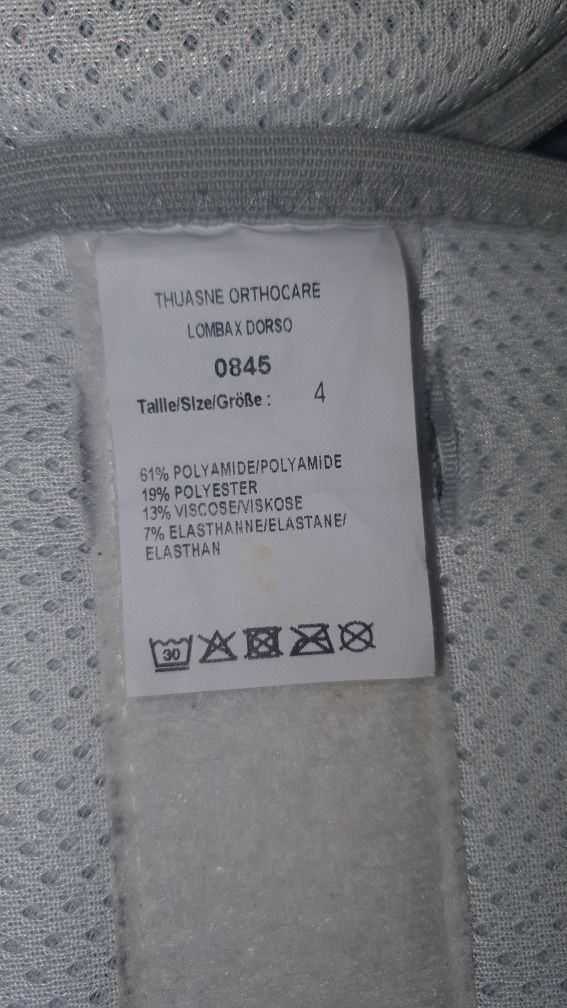 THUASNE ORTHOCARE
LOMBAX DORSO
0845
Taille/Size/Größe : 4
61% POLYAMIDE/POLYAMiDE
19% POLYESTER
13% VISCOSE/VISKOSE
7% ELASTHANNE/ELASTANE/
ELASTHAN
30